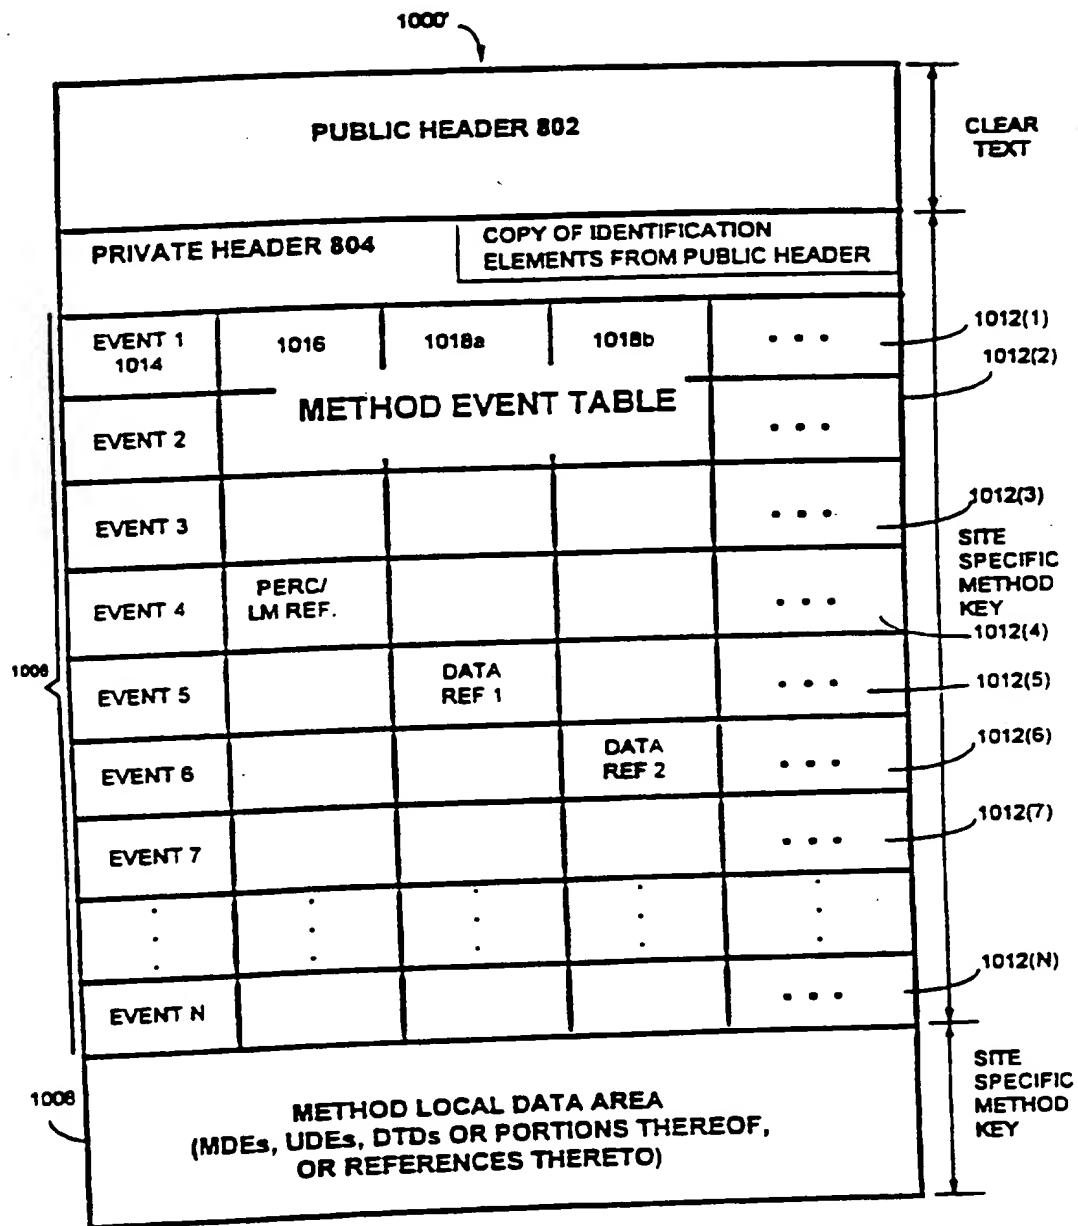 1000'
PUBLIC HEADER 802
CLEAR
TEXT
PRIVATE HEADER 804
COPY OF IDENTIFICATION
ELEMENTS FROM PUBLIC HEADER
EVENT 1
1014
1016
1018a
1018b
• • •
1012(1)
1012(2)
METHOD EVENT TABLE
EVENT 2
• • •
EVENT 3
• • •
1012(3)
SITE
SPECIFIC
METHOD
KEY
EVENT 4
PERC/
LM REF.
• • •
1012(4)
1006
EVENT 5
DATA
REF 1
• • •
1012(5)
EVENT 6
DATA
REF 2
• • •
1012(6)
EVENT 7
• • •
1012(7)
EVENT N
• • •
1012(N)
1008
METHOD LOCAL DATA AREA
(MDEs, UDEs, DTDs OR PORTIONS THEREOF,
OR REFERENCES THERETO)
SITE
SPECIFIC
METHOD
KEY